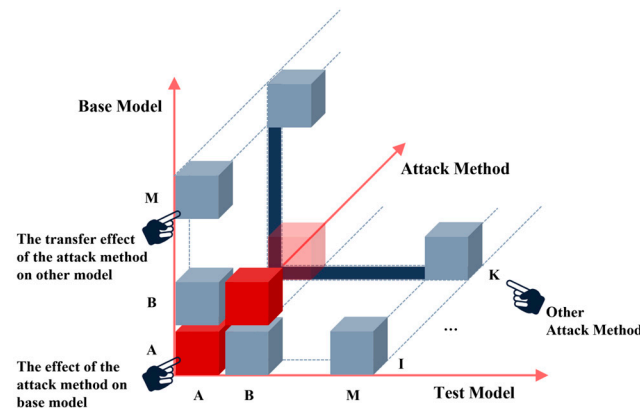 Base Model
Attack Method
M
The transfer effect
of the attack method
on other model
B
K
Other
Attack Method
A
...
The effect of the
attack method on
base model
I
A B M
Test Model